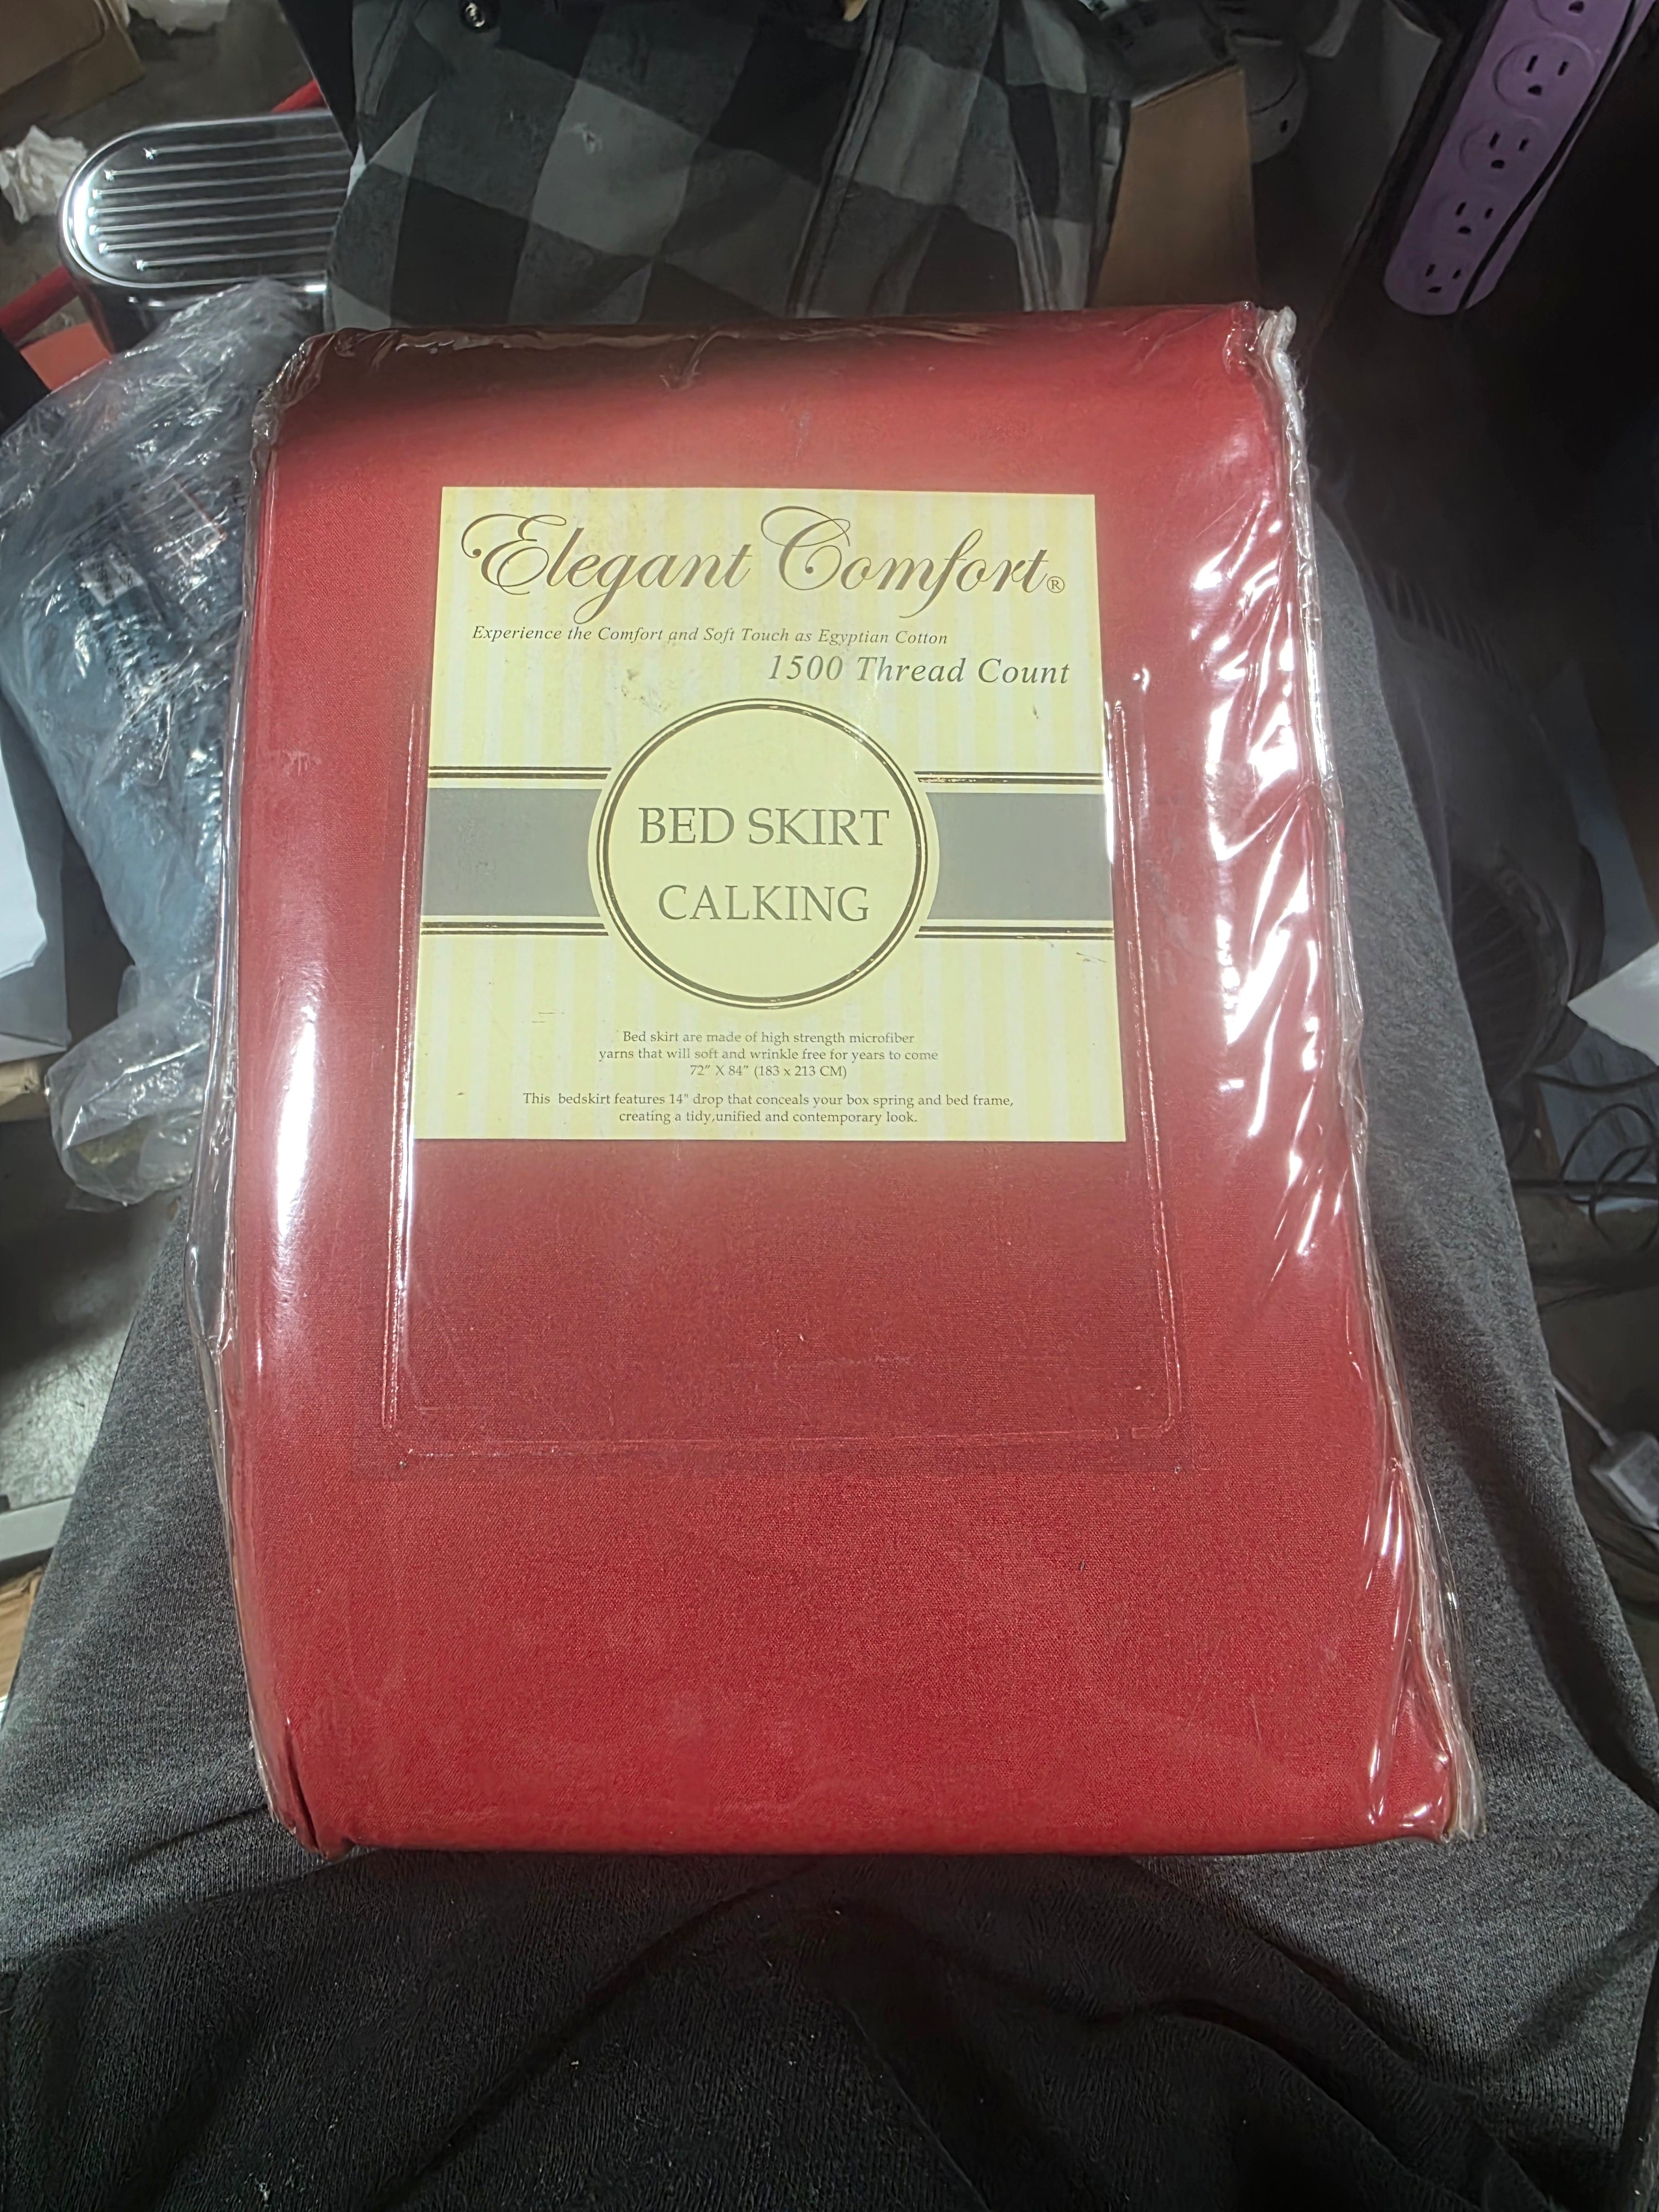 Elegant Comfort®
Experience the Comfort and Soft Touch as Egyptian Cotton
1500 Thread Count
BED SKIRT
CALKING
Bed skirt are made of high strength microfiber
yarns that will soft and wrinkle free for years to come
72" X 84" (183 x 213 CM)
This bedskirt features 14" drop that conceals your box spring and bed frame,
creating a tidy,unified and contemporary look.